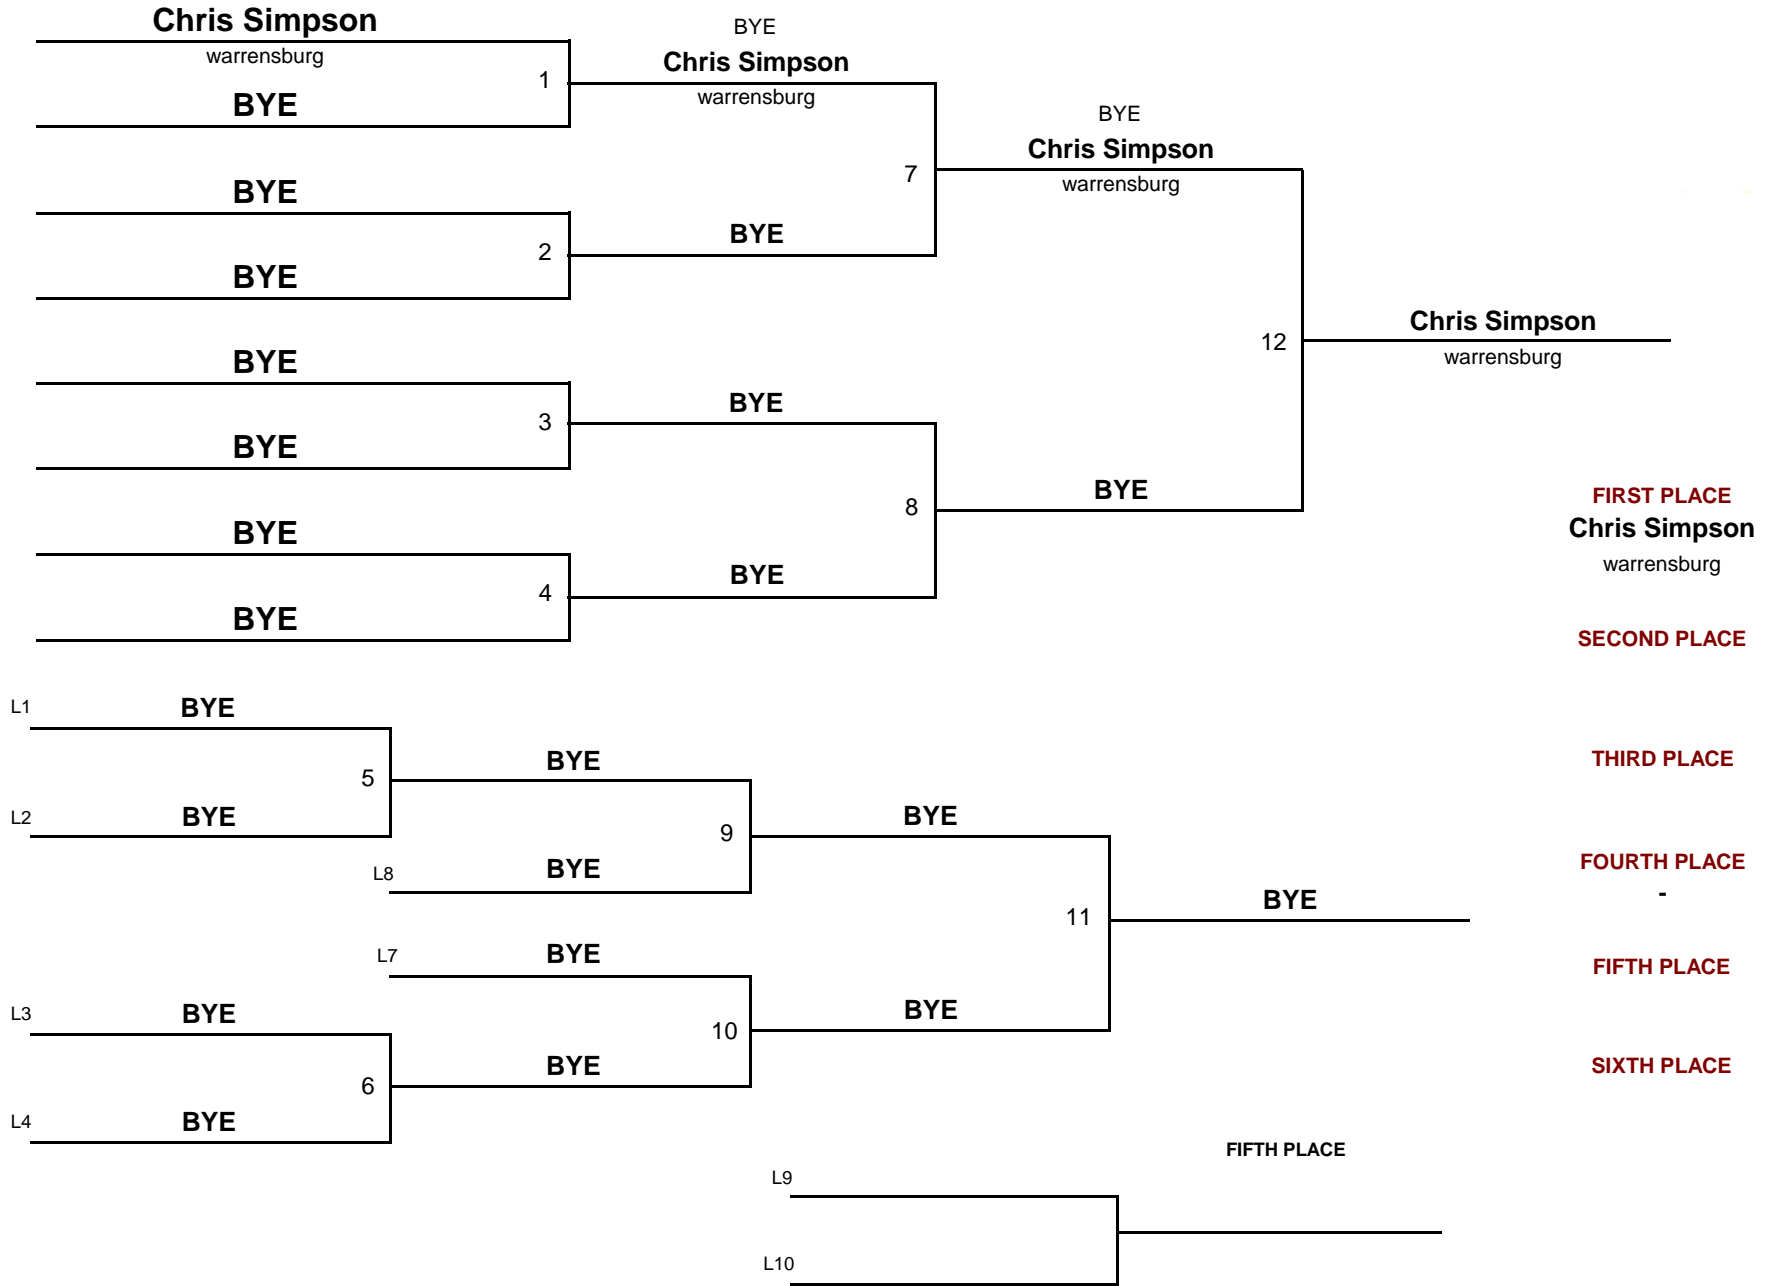 Chris Simpson
warrensburg
1
BYE
BYE
2
BYE
BYE
3
BYE
BYE
4
BYE
BYE
Chris Simpson
warrensburg
7
BYE
BYE
8
BYE
BYE
Chris Simpson
warrensburg
12
BYE
Chris Simpson
warrensburg
FIRST PLACE
Chris Simpson
warrensburg
SECOND PLACE
THIRD PLACE
FOURTH PLACE
-
FIFTH PLACE
SIXTH PLACE
L1 BYE
5
L2 BYE
L3 BYE
6
L4 BYE
BYE
9
L8 BYE
L7 BYE
10
BYE
BYE
11
BYE
BYE
FIFTH PLACE
L9
L10